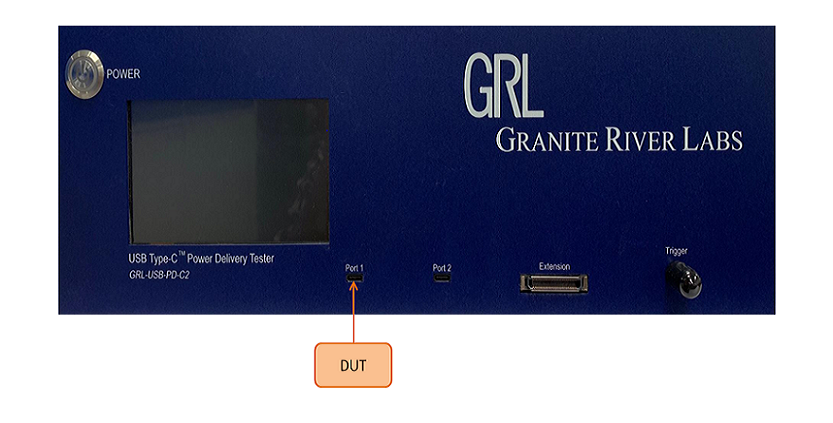 POWER
GRL
GRANITE RIVER LABS
USB Type-C™ Power Delivery Tester
GRL-USB-PD-C2
Port 1
Port 2
Extension
Trigger
DUT